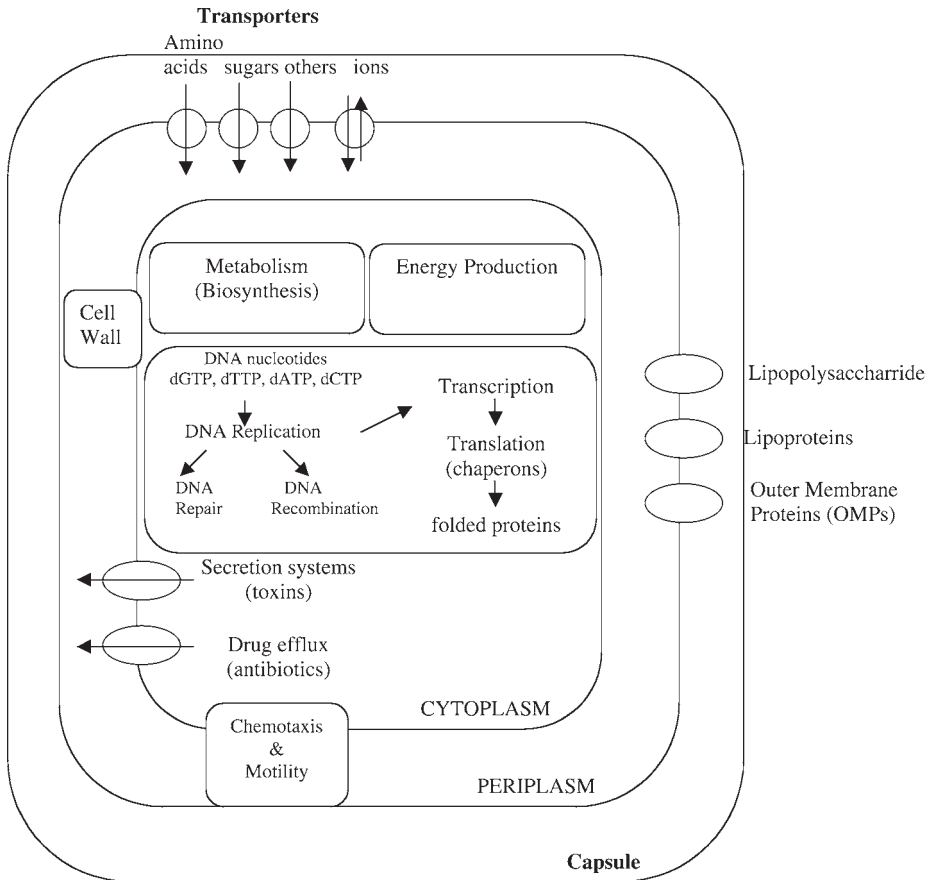 Transporters
Amino
acids sugars others ions
Metabolism
(Biosynthesis)
Energy Production
Cell
Wall
DNA nucleotides
dGTP, dTTP, dATP, dCTP
DNA Replication
DNA
Repair
DNA
Recombination
Transcription
Translation
(chaperons)
folded proteins
Lipopolysaccharride
Lipoproteins
Outer Membrane
Proteins (OMPs)
Secretion systems
(toxins)
Drug efflux
(antibiotics)
CYTOPLASM
Chemotaxis
&
Motility
PERIPLASM
Capsule